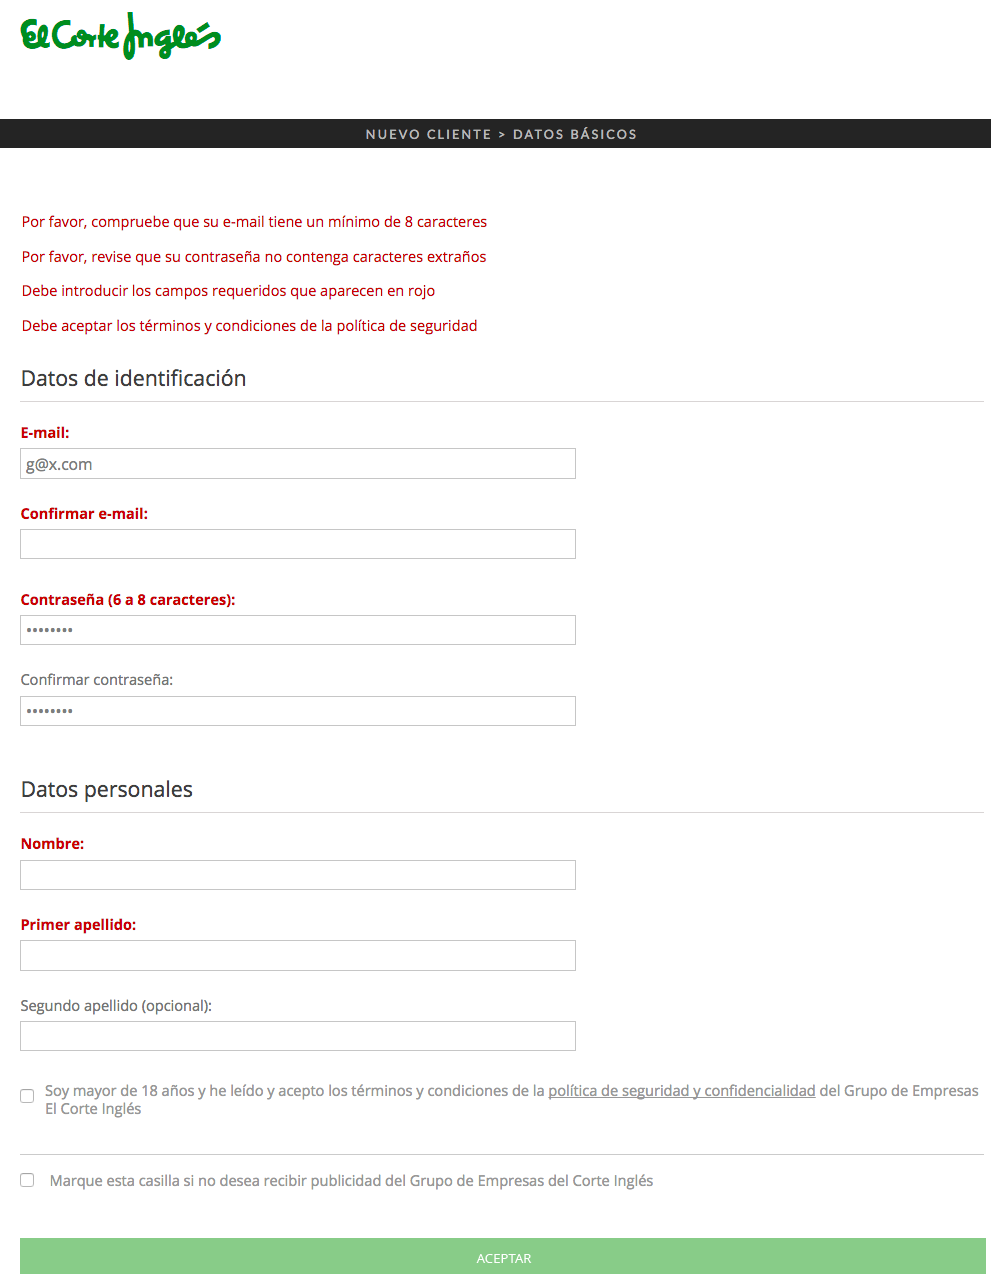 El Corte Inglés
NUEVO CLIENTE > DATOS BÁSICOS
Por favor, compruebe que su e-mail tiene un mínimo de 8 caracteres
Por favor, revise que su contraseña no contenga caracteres extraños
Debe introducir los campos requeridos que aparecen en rojo
Debe aceptar los términos y condiciones de la política de seguridad
Datos de identificación
E-mail:
g@x.com
Confirmar e-mail:
Contraseña (6 a 8 caracteres):
••••••••
Confirmar contraseña:
••••••••
Datos personales
Nombre:
Primer apellido:
Segundo apellido (opcional):
Soy mayor de 18 años y he leído y acepto los términos y condiciones de la política de seguridad y confidencialidad del Grupo de Empresas
El Corte Inglés
Marque esta casilla si no desea recibir publicidad del Grupo de Empresas del Corte Inglés
ACEPTAR